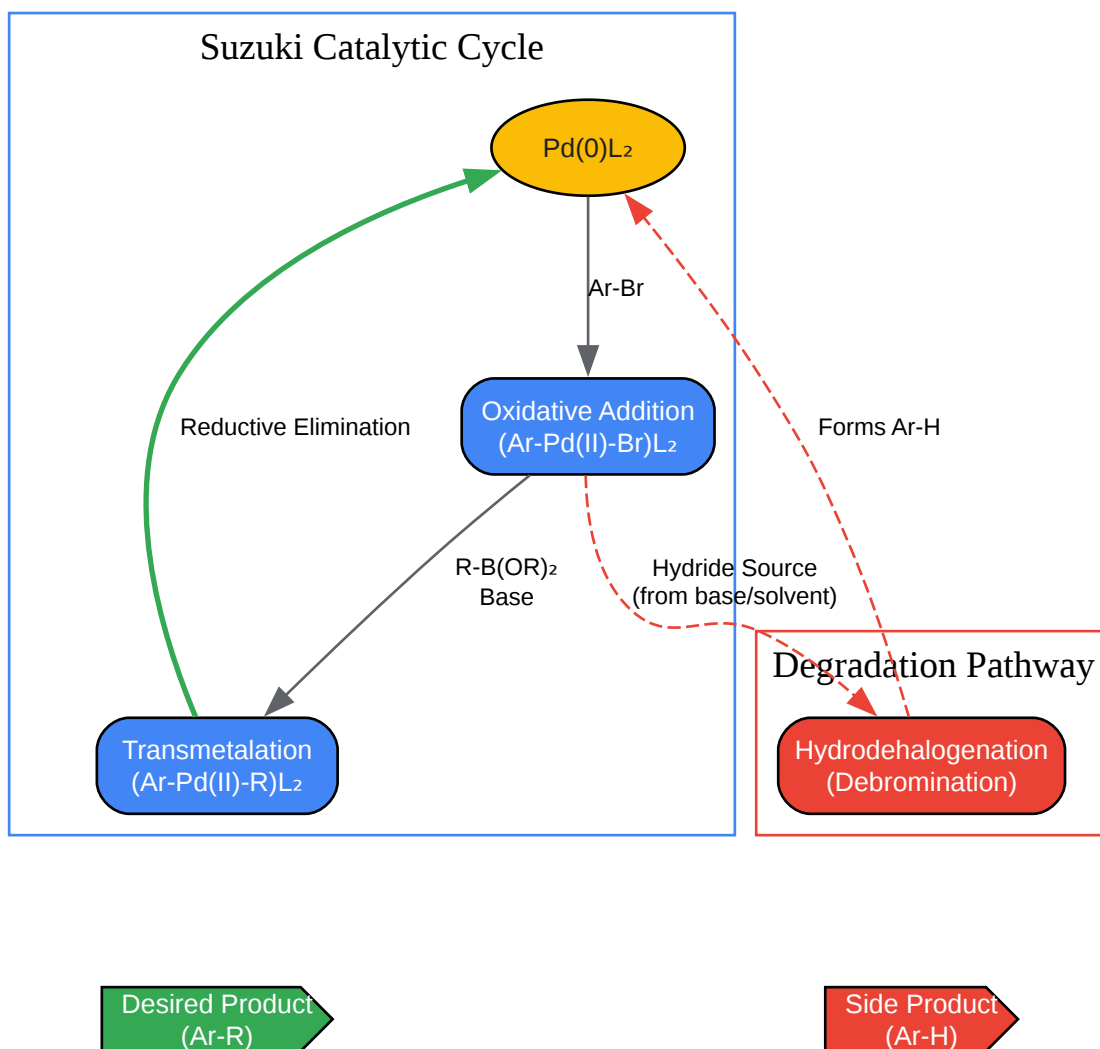 Suzuki Catalytic Cycle
Pd(0)L₂
Ar-Br
Oxidative Addition
(Ar-Pd(II)-Br)L₂
Reductive Elimination
Forms Ar-H
R-B(OR)₂
Base
Hydride Source
(from base/solvent)
Degradation Pathway
Transmetalation
(Ar-Pd(II)-R)L₂
Hydrodehalogenation
(Debromination)
Desired Product
(Ar-R)
Side Product
(Ar-H)